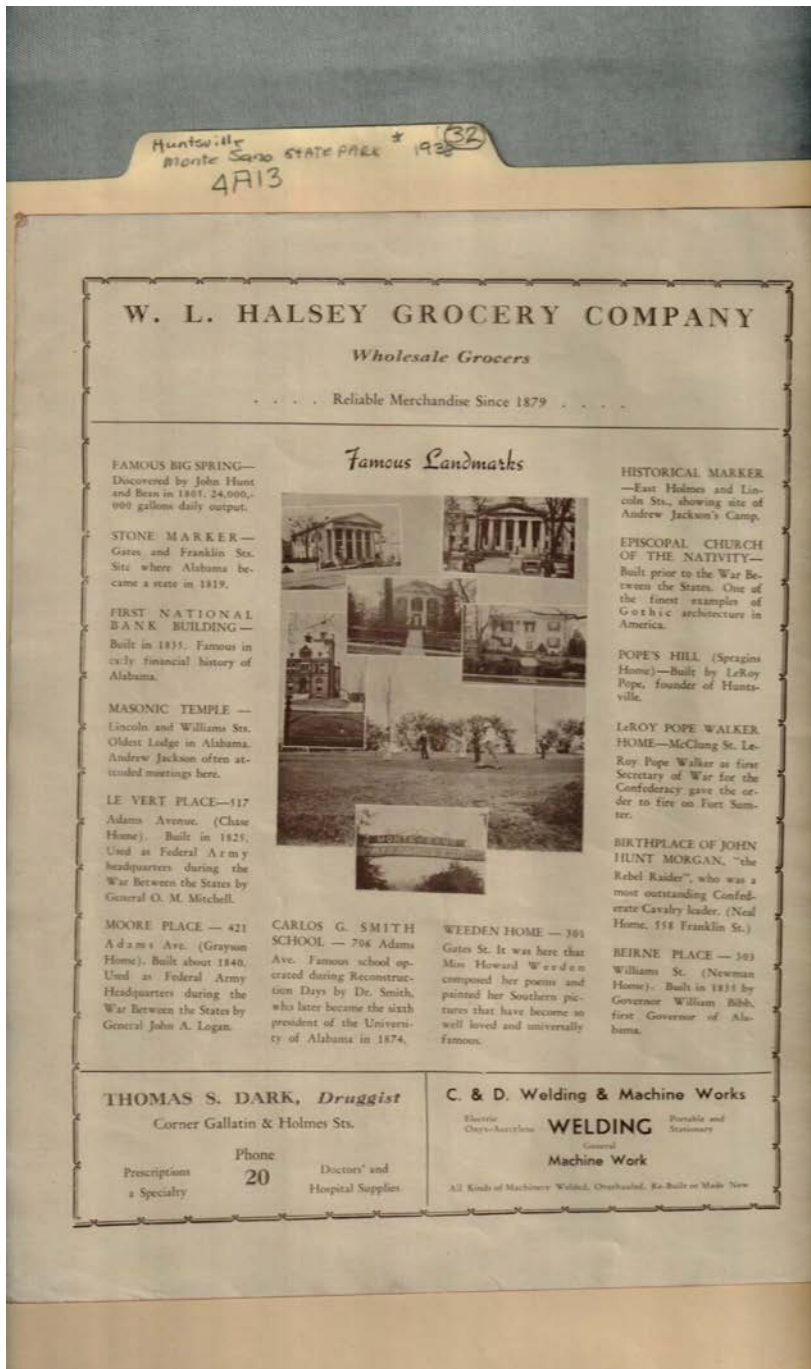 Huntsville
Monte Sano STATE PARK * 1938 (32)
4A13
W. L. HALSEY GROCERY COMPANY
Wholesale Grocers
. . . . Reliable Merchandise Since 1879 . . . .
Famous Landmarks
FAMOUS BIG SPRING—
Discovered by John Hunt
and Bean in 1805. 24,000,-
000 gallons daily output.
STONE MARKER—
Gates and Franklin Sts.
Site where Alabama be-
came a state in 1819.
FIRST NATIONAL
BANK BUILDING—
Built in 1835. Famous in
early financial history of
Alabama.
MASONIC TEMPLE —
Lincoln and Williams Sts.
Oldest Lodge in Alabama.
Andrew Jackson often at-
tended meetings here.
LE VERT PLACE—517
Adams Avenue. (Chase
Home). Built in 1825.
Used as Federal Army
headquarters during the
War Between the States by
General O. M. Mitchell.
MOORE PLACE — 421
Adams Ave. (Grayson
Home). Built about 1840.
Used as Federal Army
Headquarters during the
War Between the States by
General John A. Logan.
MONTE SANO
CARLOS G. SMITH
SCHOOL — 706 Adams
Ave. Famous school op-
erated during Reconstruc-
tion Days by Dr. Smith,
who later became the sixth
president of the Universi-
ty of Alabama in 1874.
WEEDEN HOME — 301
Gates St. It was here that
Miss Howard Weeden
composed her poems and
painted her Southern pic-
tures that have become so
well loved and universally
famous.
HISTORICAL MARKER
—East Holmes and Lin-
coln Sts., showing site of
Andrew Jackson's Camp.
EPISCOPAL CHURCH
OF THE NATIVITY—
Built prior to the War Be-
tween the States. One of
the finest examples of
Gothic architecture in
America.
POPE'S HILL (Spragins
Home)—Built by LeRoy
Pope, founder of Hunts-
ville.
LeROY POPE WALKER
HOME—McClung St. Le-
Roy Pope Walker as first
Secretary of War for the
Confederacy gave the or-
der to fire on Fort Sum-
ter.
BIRTHPLACE OF JOHN
HUNT MORGAN, "the
Rebel Raider", who was a
most outstanding Confed-
erate Cavalry leader. (Neal
Home, 558 Franklin St.)
BEIRNE PLACE — 303
Williams St. (Newman
Home). Built in 1835 by
Governor William Bibb,
first Governor of Ala-
bama.
THOMAS S. DARK, Druggist
Corner Gallatin & Holmes Sts.
Phone
20
Prescriptions
a Specialty
Doctors' and
Hospital Supplies
C. & D. Welding & Machine Works
Electric
Oxyo-Acetylene
WELDING
Portable and
Stationary
General
Machine Work
All Kinds of Machinery Welded, Overhauled, Re-Built or Made New